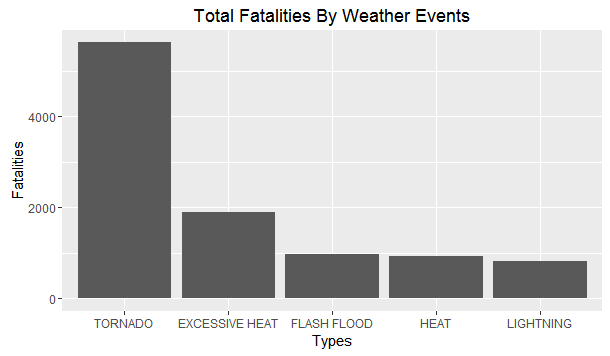 Total Fatalities By Weather Events
Fatalities
4000
2000
0
TORNADO EXCESSIVE HEAT FLASH FLOOD HEAT LIGHTNING
Types